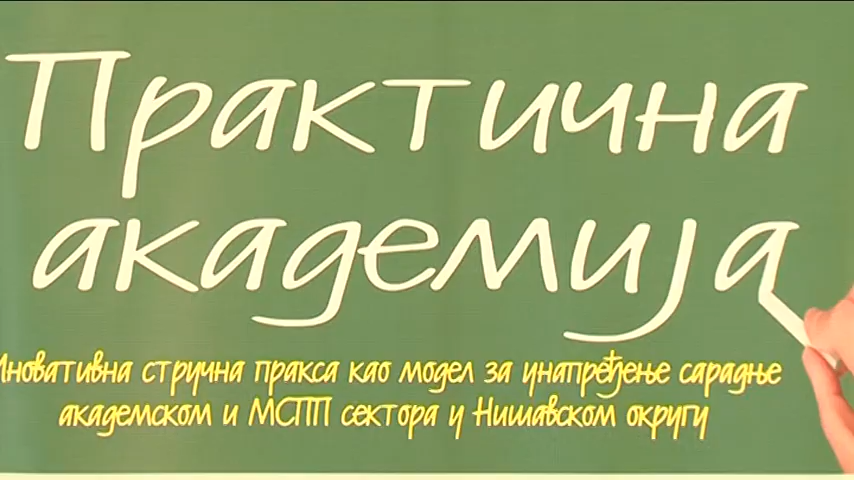 Практична
академија
Иновативна стручна пракса као модел за унапређење сарадње
академском и МСПП сектора у Нишавском округу